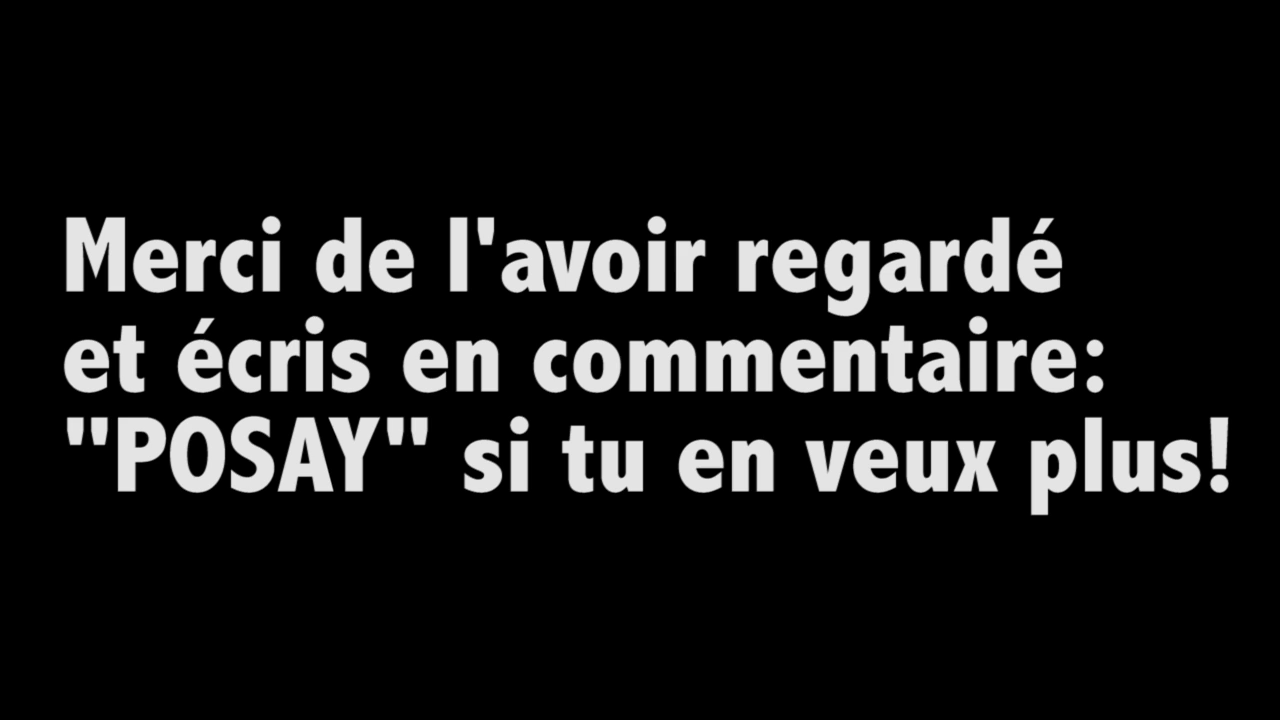 Merci de l'avoir regardé
et écris en commentaire:
"POSAY" si tu en veux plus!